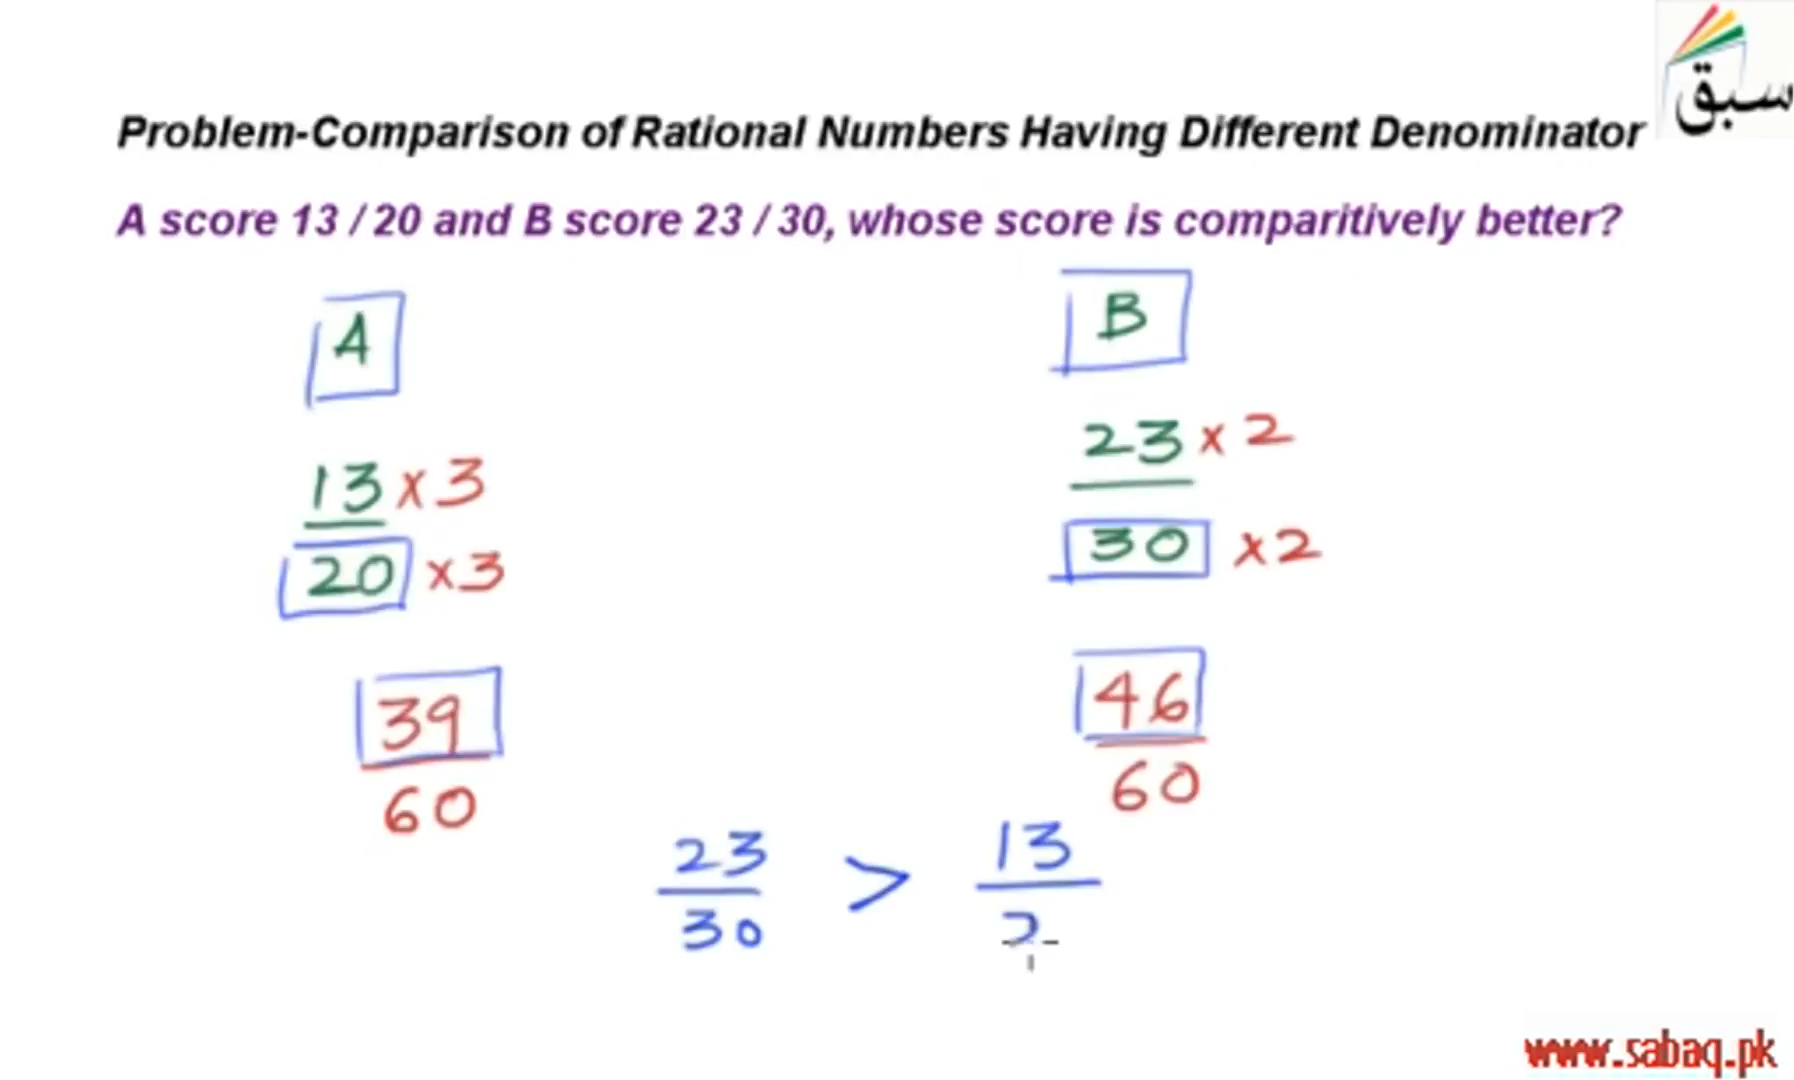 سبق
Problem-Comparison of Rational Numbers Having Different Denominator
A score 13 / 20 and B score 23 / 30, whose score is comparitively better?
A
B
13 × 3
20 × 3
23 × 2
30 × 2
39
60
46
60
23 > 13
30 2
www.sabaq.pk